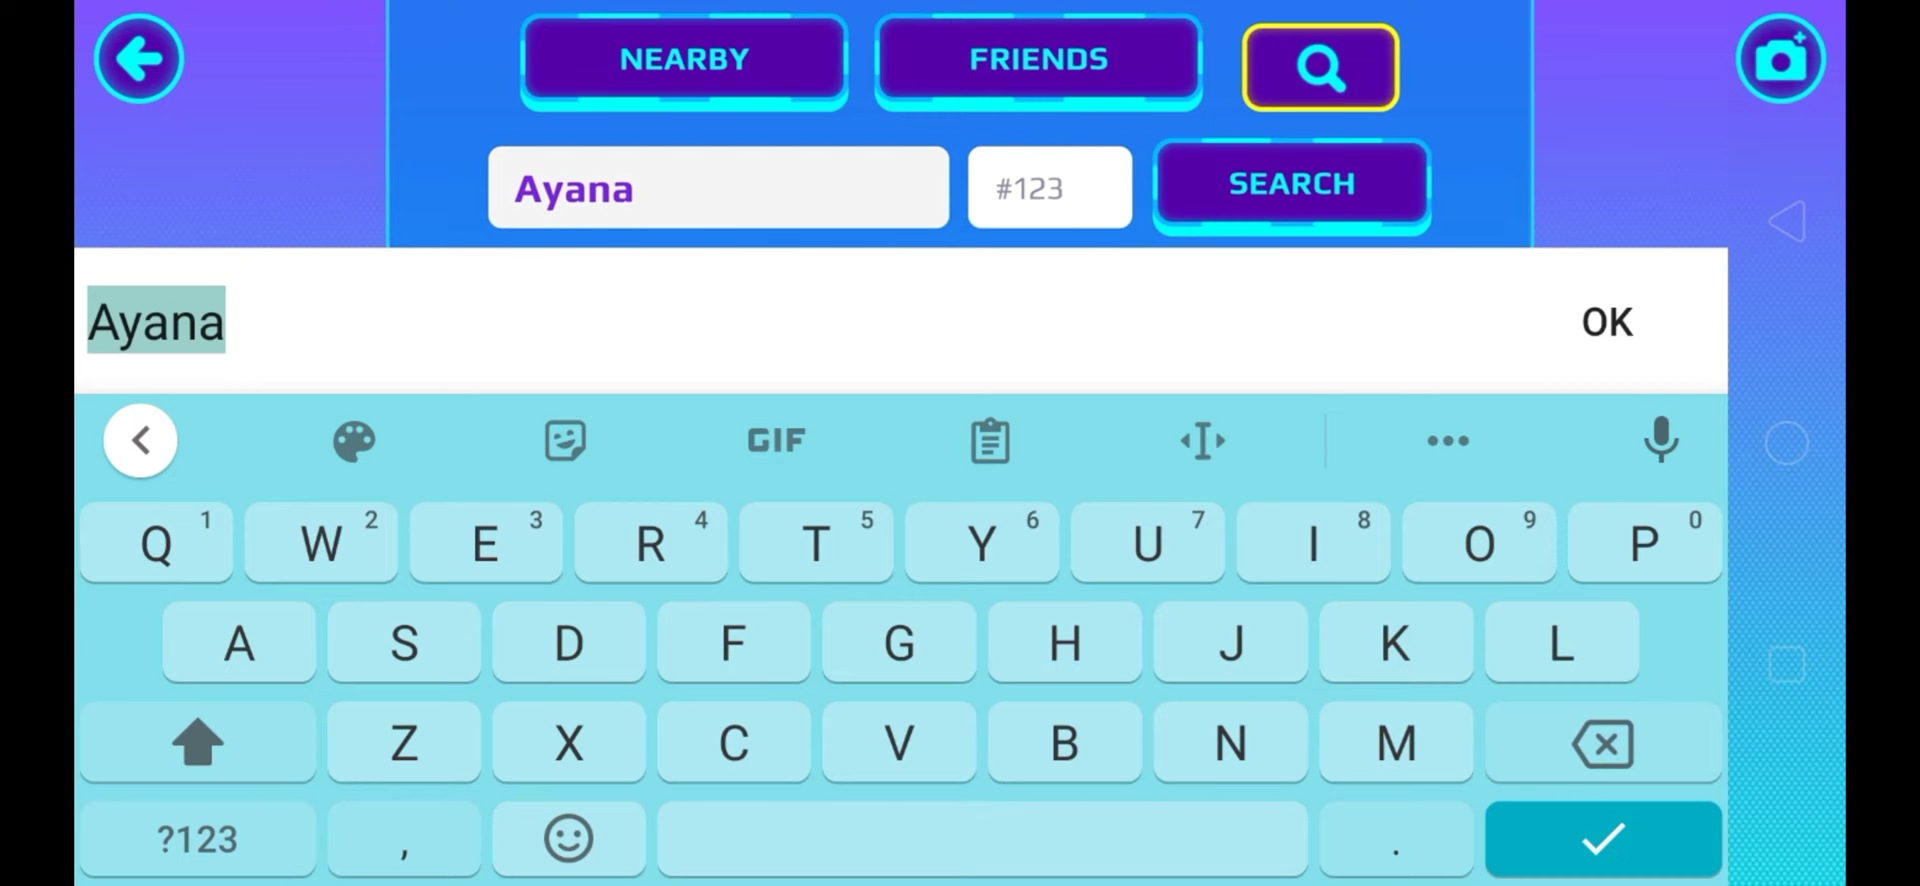 NEARBY FRIENDS
Ayana #123 SEARCH
Ayana OK
GIF
Q 1 W 2 E 3 R 4 T 5 Y 6 U 7 I 8 O 9 P 0
A S D F G H J K L
Z X C V B N M
?123 , .